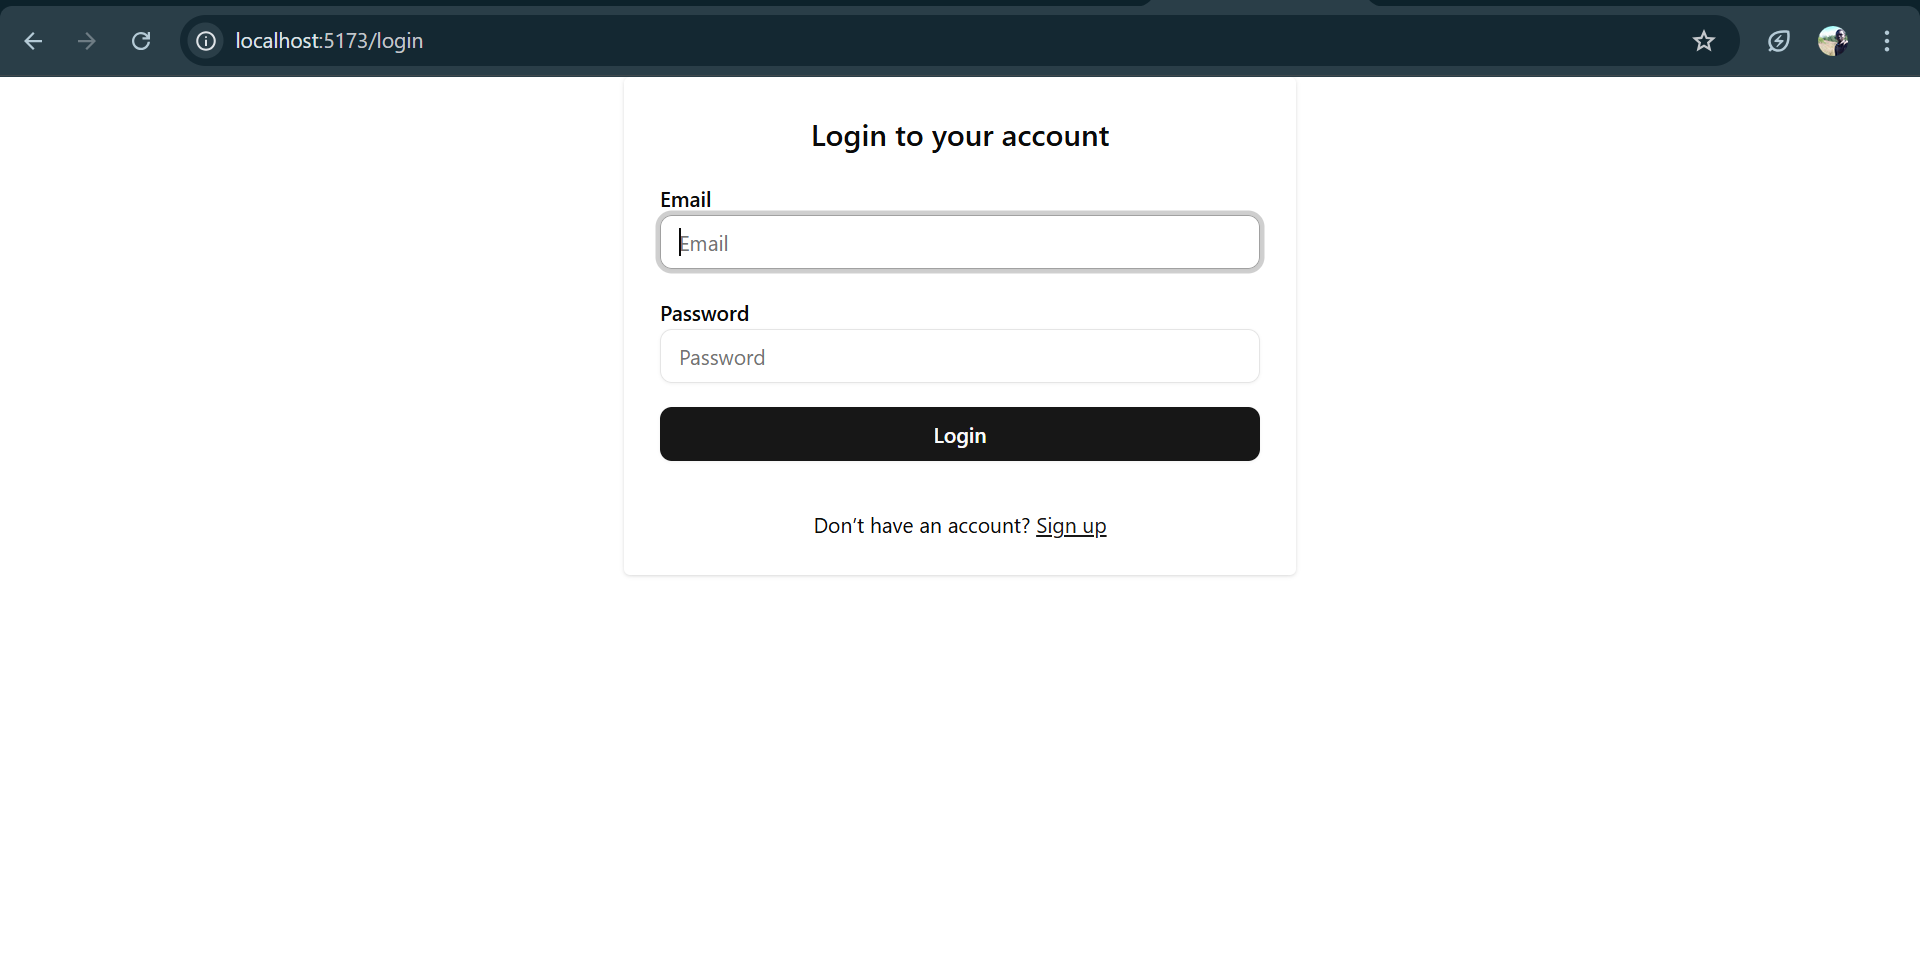 localhost:5173/login
Login to your account
Email
Email
Password
Password
Login
Don’t have an account? Sign up